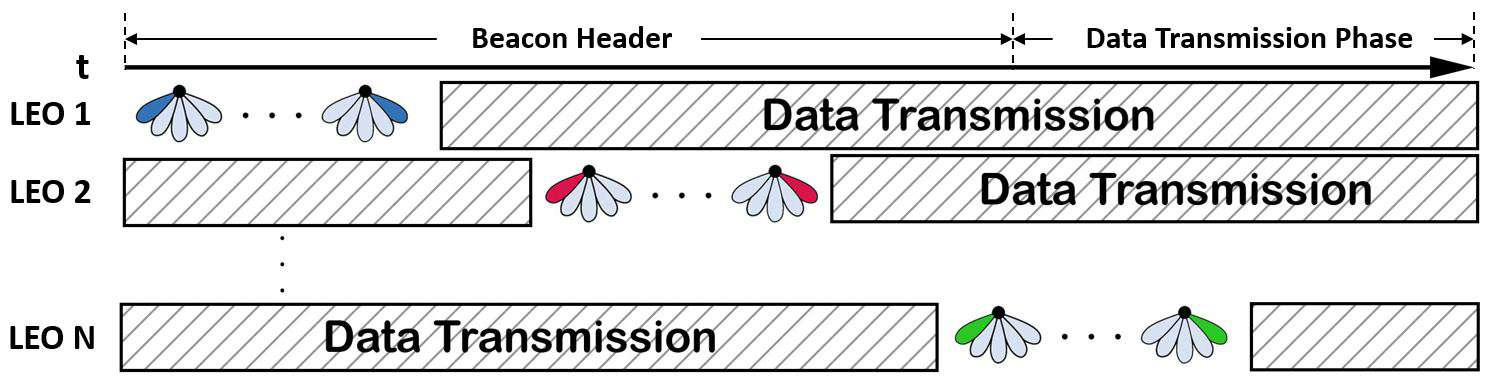 Beacon Header Data Transmission Phase
t
LEO 1 Data Transmission
LEO 2 Data Transmission
LEO N Data Transmission